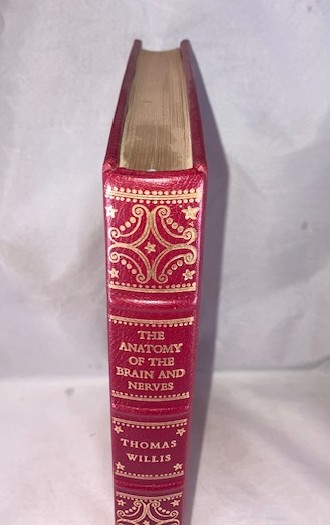 THE
ANATOMY
OF THE
BRAIN AND
NERVES
THOMAS
WILLIS